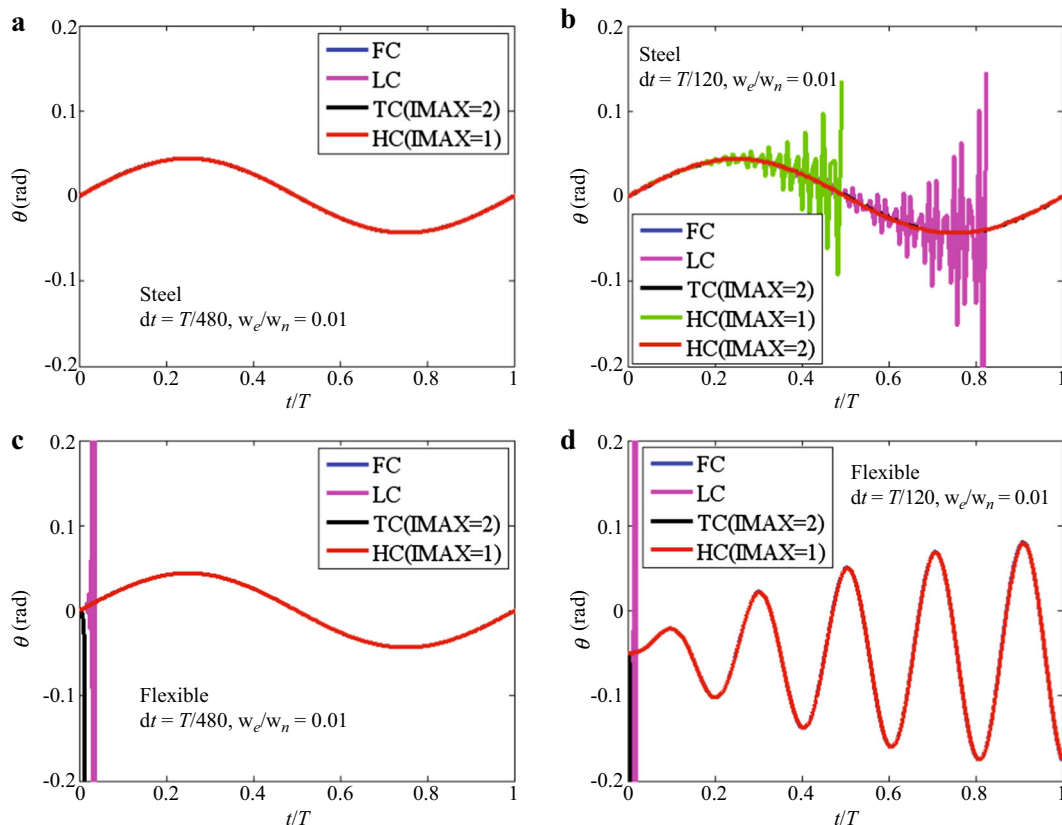 a
0.2
0.1
0
-0.1
-0.2
θ (rad)
FC
LC
TC(IMAX=2)
HC(IMAX=1)
Steel
dt = T/480, wₑ/wₙ = 0.01
0
0.2
0.4
0.6
0.8
1
t/T
b
0.2
0.1
0
-0.1
-0.2
θ (rad)
Steel
dt = T/120, wₑ/wₙ = 0.01
FC
LC
TC(IMAX=2)
HC(IMAX=1)
HC(IMAX=2)
0
0.2
0.4
0.6
0.8
1
t/T
c
0.2
0.1
0
-0.1
-0.2
θ (rad)
FC
LC
TC(IMAX=2)
HC(IMAX=1)
Flexible
dt = T/480, wₑ/wₙ = 0.01
0
0.2
0.4
0.6
0.8
1
t/T
d
0.2
0.1
0
-0.1
-0.2
θ (rad)
FC
LC
TC(IMAX=2)
HC(IMAX=1)
Flexible
dt = T/120, wₑ/wₙ = 0.01
0
0.2
0.4
0.6
0.8
1
t/T